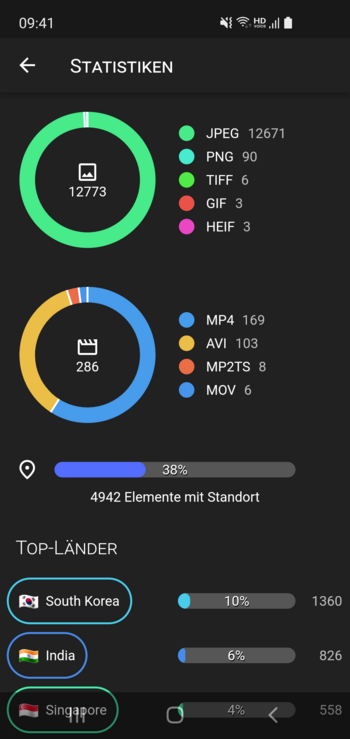 09:41
HD
VOICE
STATISTIKEN
JPEG 12671
PNG 90
TIFF 6
GIF 3
HEIF 3
12773
MP4 169
AVI 103
MP2TS 8
MOV 6
286
38%
4942 Elemente mit Standort
TOP-LÄNDER
South Korea 10% 1360
India 6% 826
Singapore 4% 558